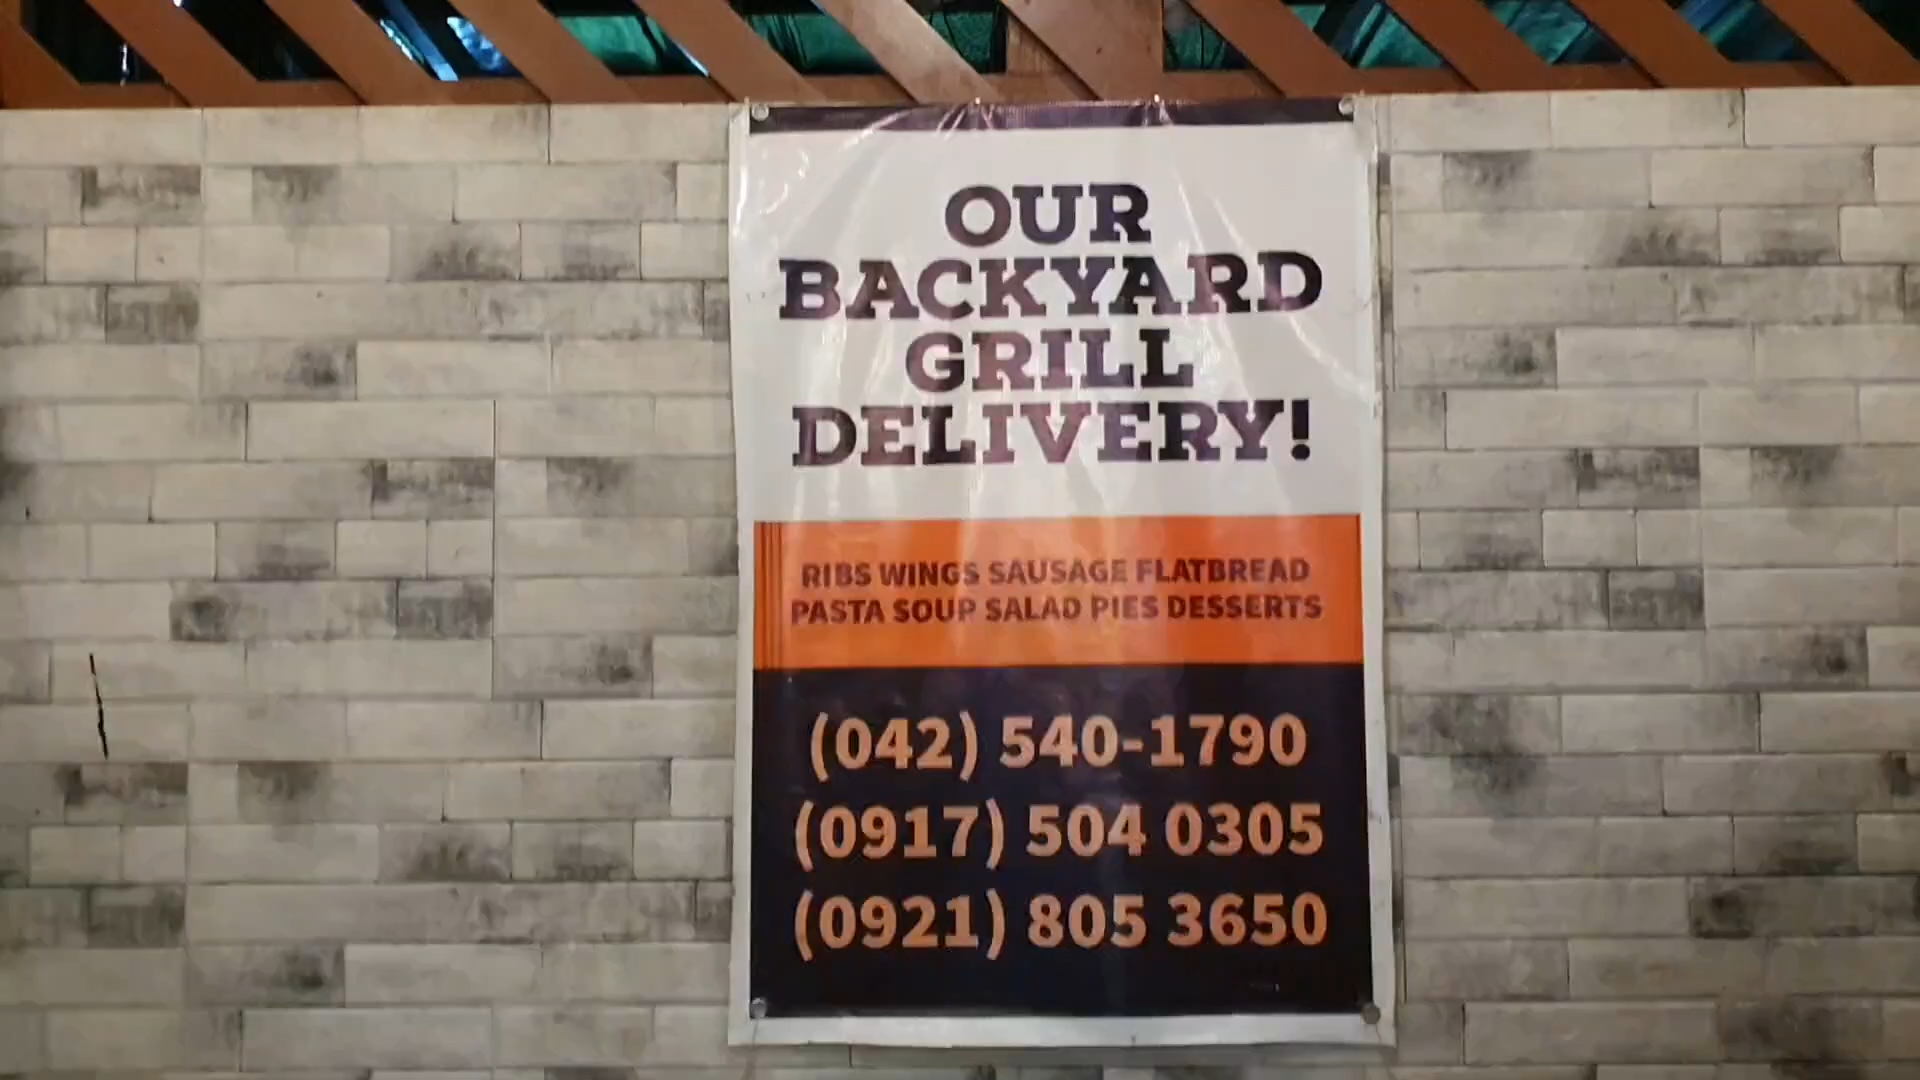 OUR
BACKYARD
GRILL
DELIVERY!
RIBS WINGS SAUSAGE FLATBREAD
PASTA SOUP SALAD PIES DESSERTS
(042) 540-1790
(0917) 504 0305
(0921) 805 3650